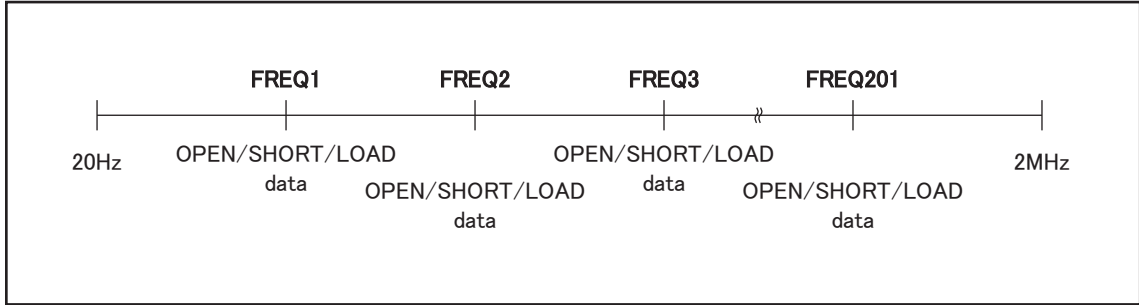 FREQ1 FREQ2 FREQ3 FREQ201
20Hz OPEN/SHORT/LOAD OPEN/SHORT/LOAD 2MHz
data data
OPEN/SHORT/LOAD OPEN/SHORT/LOAD
data data